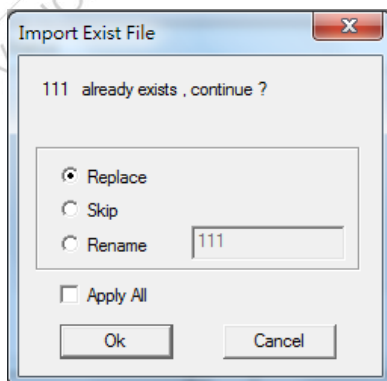 Import Exist File
111 already exists , continue ?
Replace
Skip
Rename
111
Apply All
Ok
Cancel